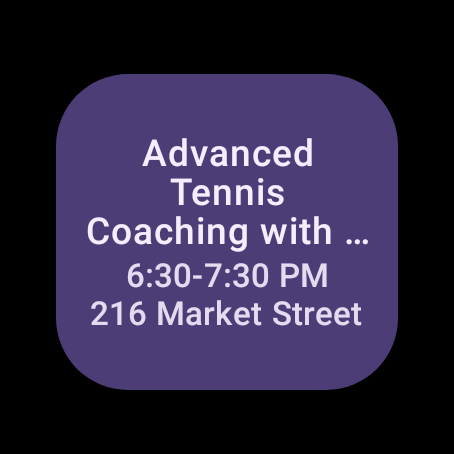 Advanced
Tennis
Coaching with …
6:30-7:30 PM
216 Market Street